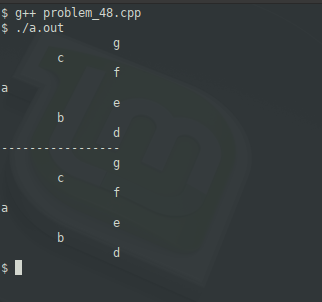 $ g++ problem_48.cpp
$ ./a.out
                g
        c
                f
a
                e
        b
                d
-----------------
                g
        c
                f
a
                e
        b
                d
$